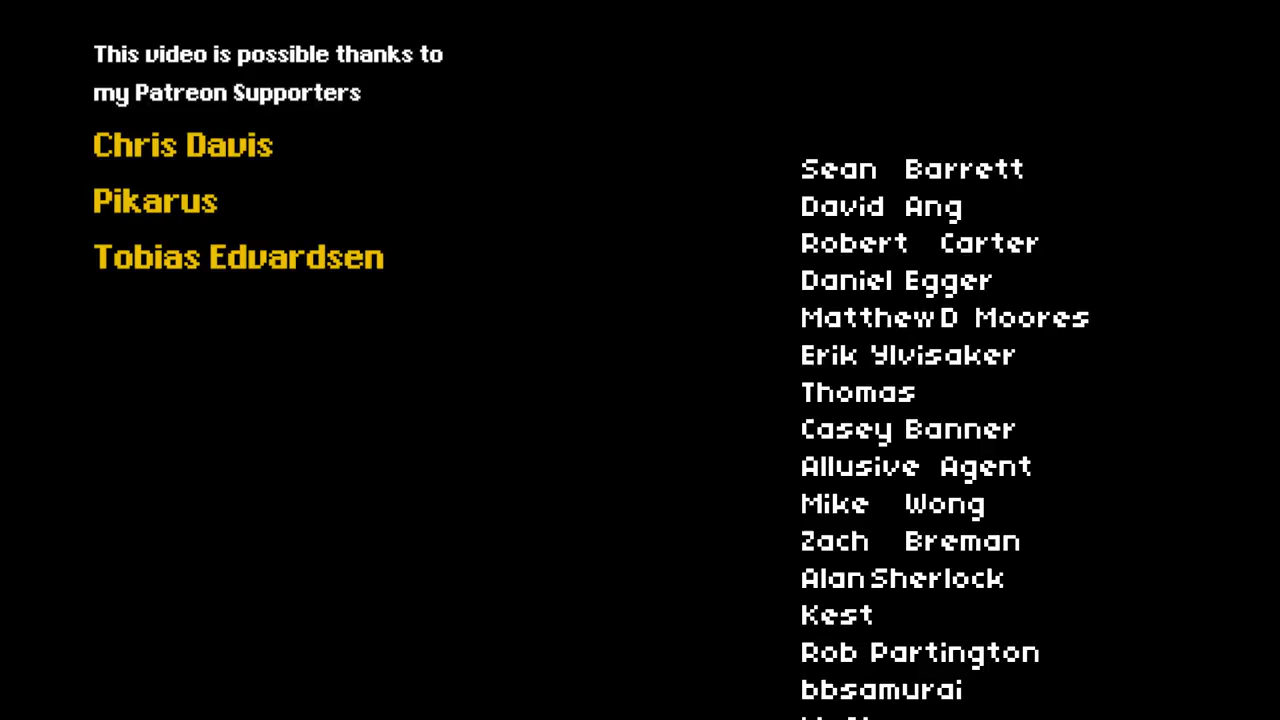 This video is possible thanks to
my Patreon Supporters
Chris Davis
Pikarus
Tobias Edvardsen
Sean Barrett
David Ang
Robert Carter
Daniel Egger
Matthew D Moores
Erik Ylvisaker
Thomas
Casey Banner
Allusive Agent
Mike Wong
Zach Breman
Alan Sherlock
Kest
Rob Partington
bbsamurai